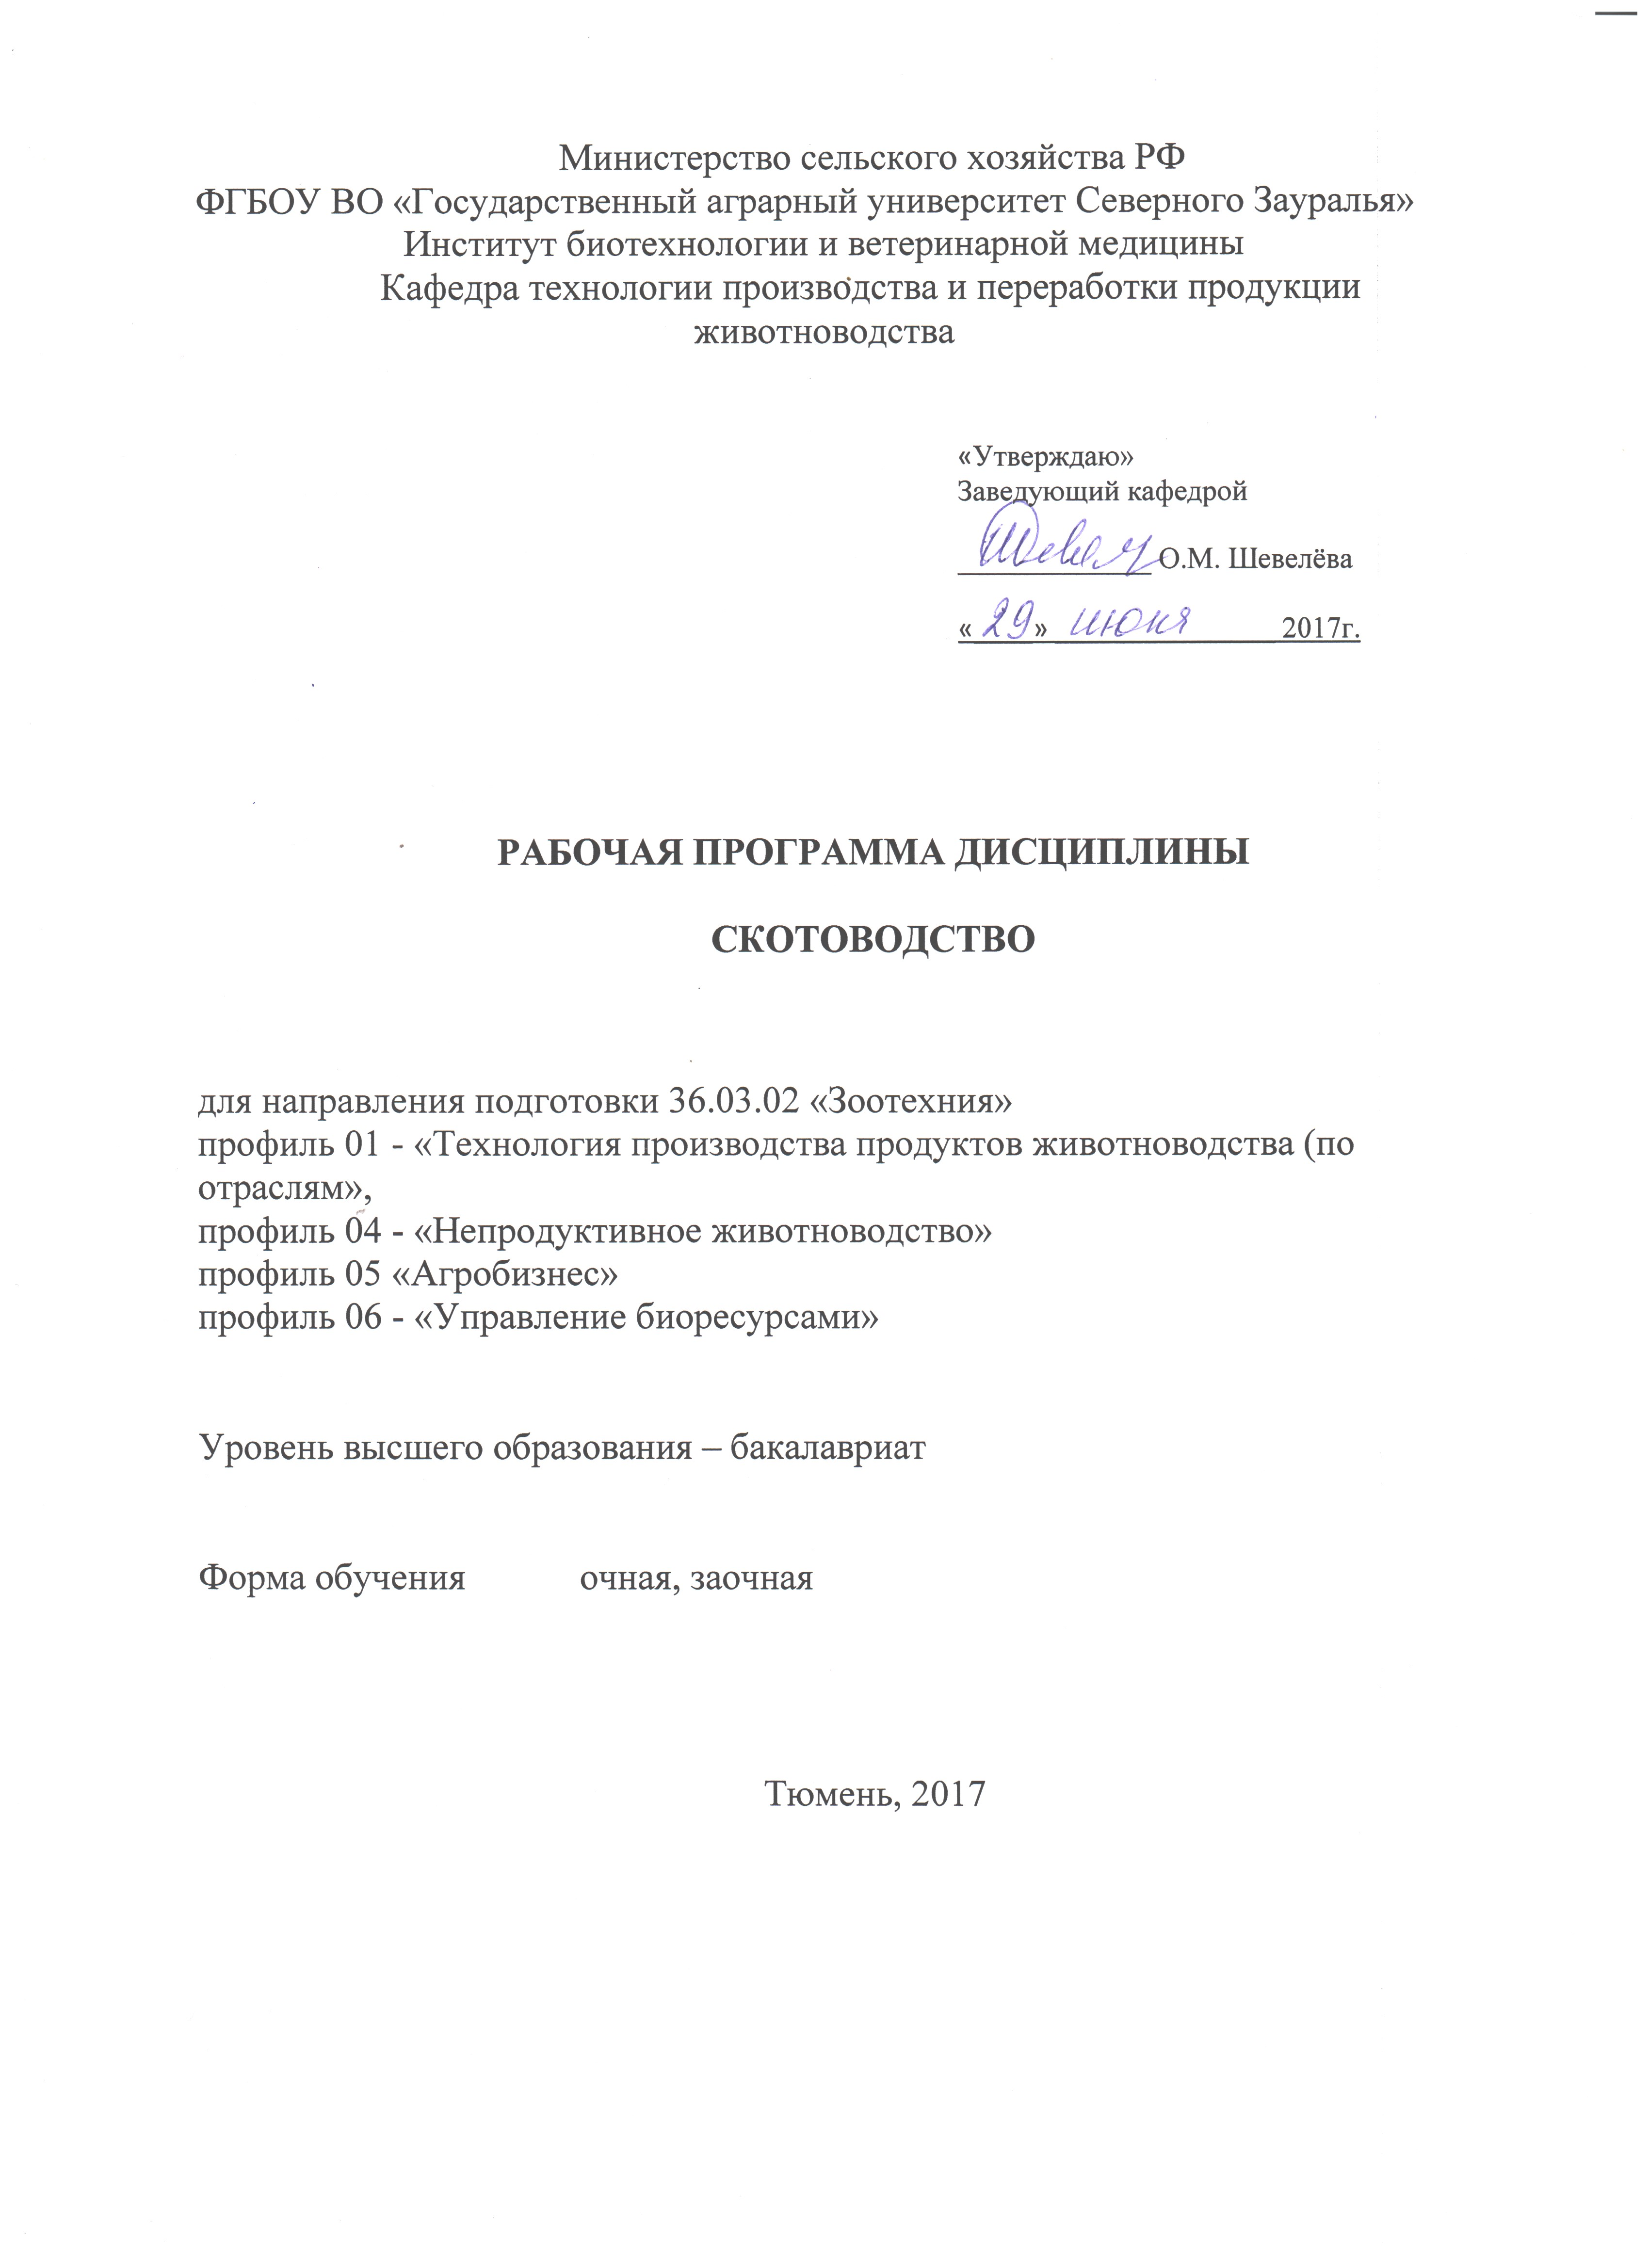 Министерство сельского хозяйства РФ
ФГБОУ ВО «Государственный аграрный университет Северного Зауралья»
Институт биотехнологии и ветеринарной медицины
Кафедра технологии производства и переработки продукции
животноводства
«Утверждаю»
Заведующий кафедрой
О.М. Шевелёва
«29» июня 2017г.
РАБОЧАЯ ПРОГРАММА ДИСЦИПЛИНЫ
СКОТОВОДСТВО
для направления подготовки 36.03.02 «Зоотехния»
профиль 01 - «Технология производства продуктов животноводства (по
отраслям»,
профиль 04 - «Непродуктивное животноводство»
профиль 05 «Агробизнес»
профиль 06 - «Управление биоресурсами»
Уровень высшего образования – бакалавриат
Форма обучения очная, заочная
Тюмень, 2017